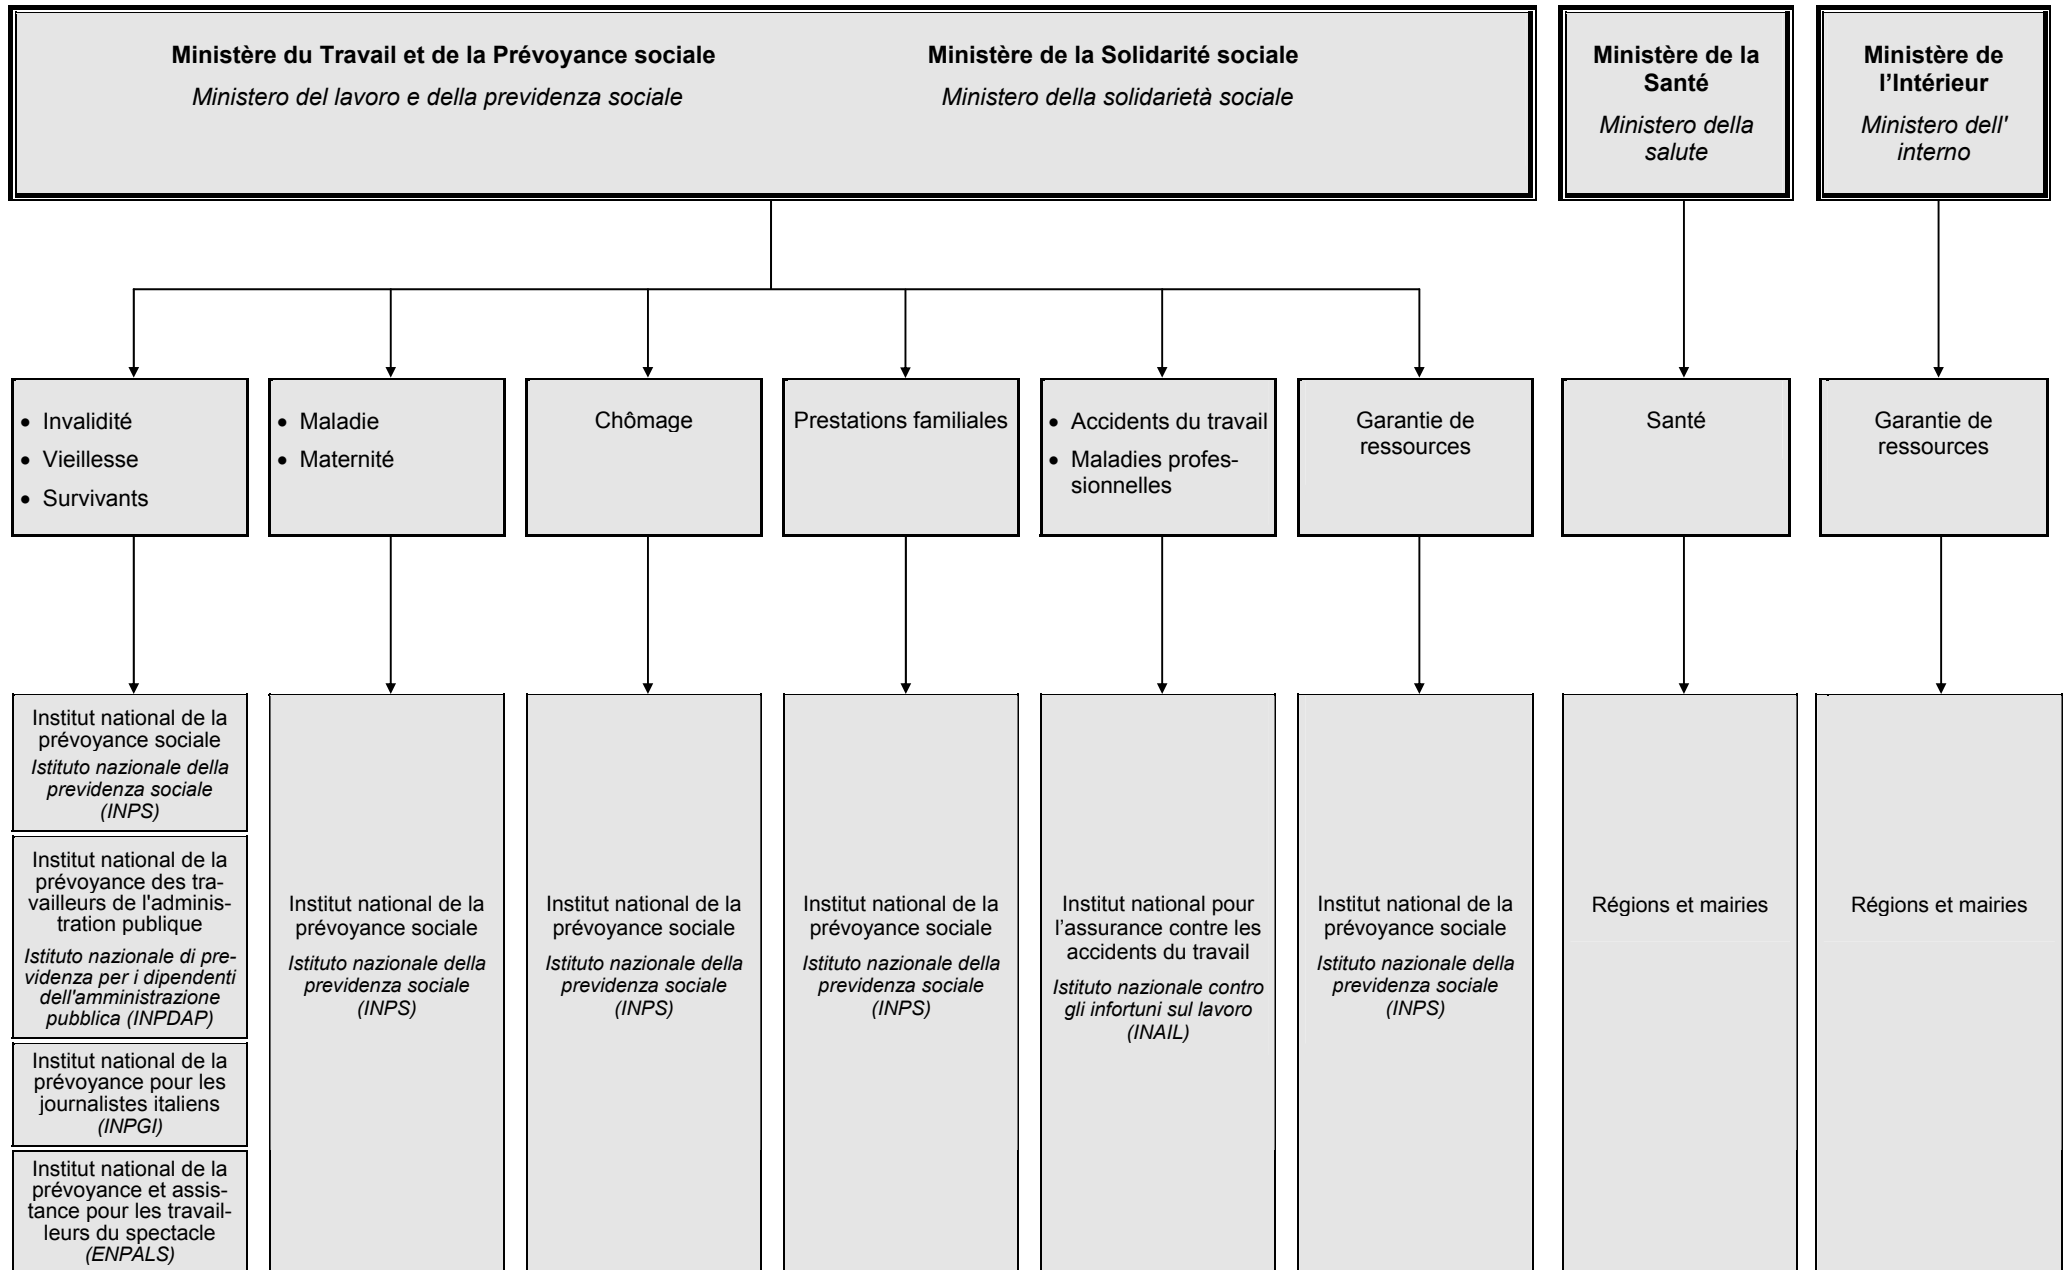 Ministère du Travail et de la Prévoyance sociale
Ministero del lavoro e della previdenza sociale
Ministère de la Solidarité sociale
Ministero della solidarietà sociale
Ministère de la
Santé
Ministero della
salute
Ministère de
l’Intérieur
Ministero dell'
interno
• Invalidité
• Vieillesse
• Survivants
• Maladie
• Maternité
Chômage
Prestations familiales
• Accidents du travail
• Maladies profes-
sionnelles
Garantie de
ressources
Santé
Garantie de
ressources
Institut national de la
prévoyance sociale
Istituto nazionale della
previdenza sociale
(INPS)
Institut national de la
prévoyance des tra-
vailleurs de l'adminis-
tration publique
Istituto nazionale di pre-
videnza per i dipendenti
dell'amministrazione
pubblica (INPDAP)
Institut national de la
prévoyance pour les
journalistes italiens
(INPGI)
Institut national de la
prévoyance et assis-
tance pour les travail-
leurs du spectacle
(ENPALS)
Institut national de la
prévoyance sociale
Istituto nazionale della
previdenza sociale
(INPS)
Institut national de la
prévoyance sociale
Istituto nazionale della
previdenza sociale
(INPS)
Institut national de la
prévoyance sociale
Istituto nazionale della
previdenza sociale
(INPS)
Institut national pour
l’assurance contre les
accidents du travail
Istituto nazionale contro
gli infortuni sul lavoro
(INAIL)
Institut national de la
prévoyance sociale
Istituto nazionale della
previdenza sociale
(INPS)
Régions et mairies
Régions et mairies